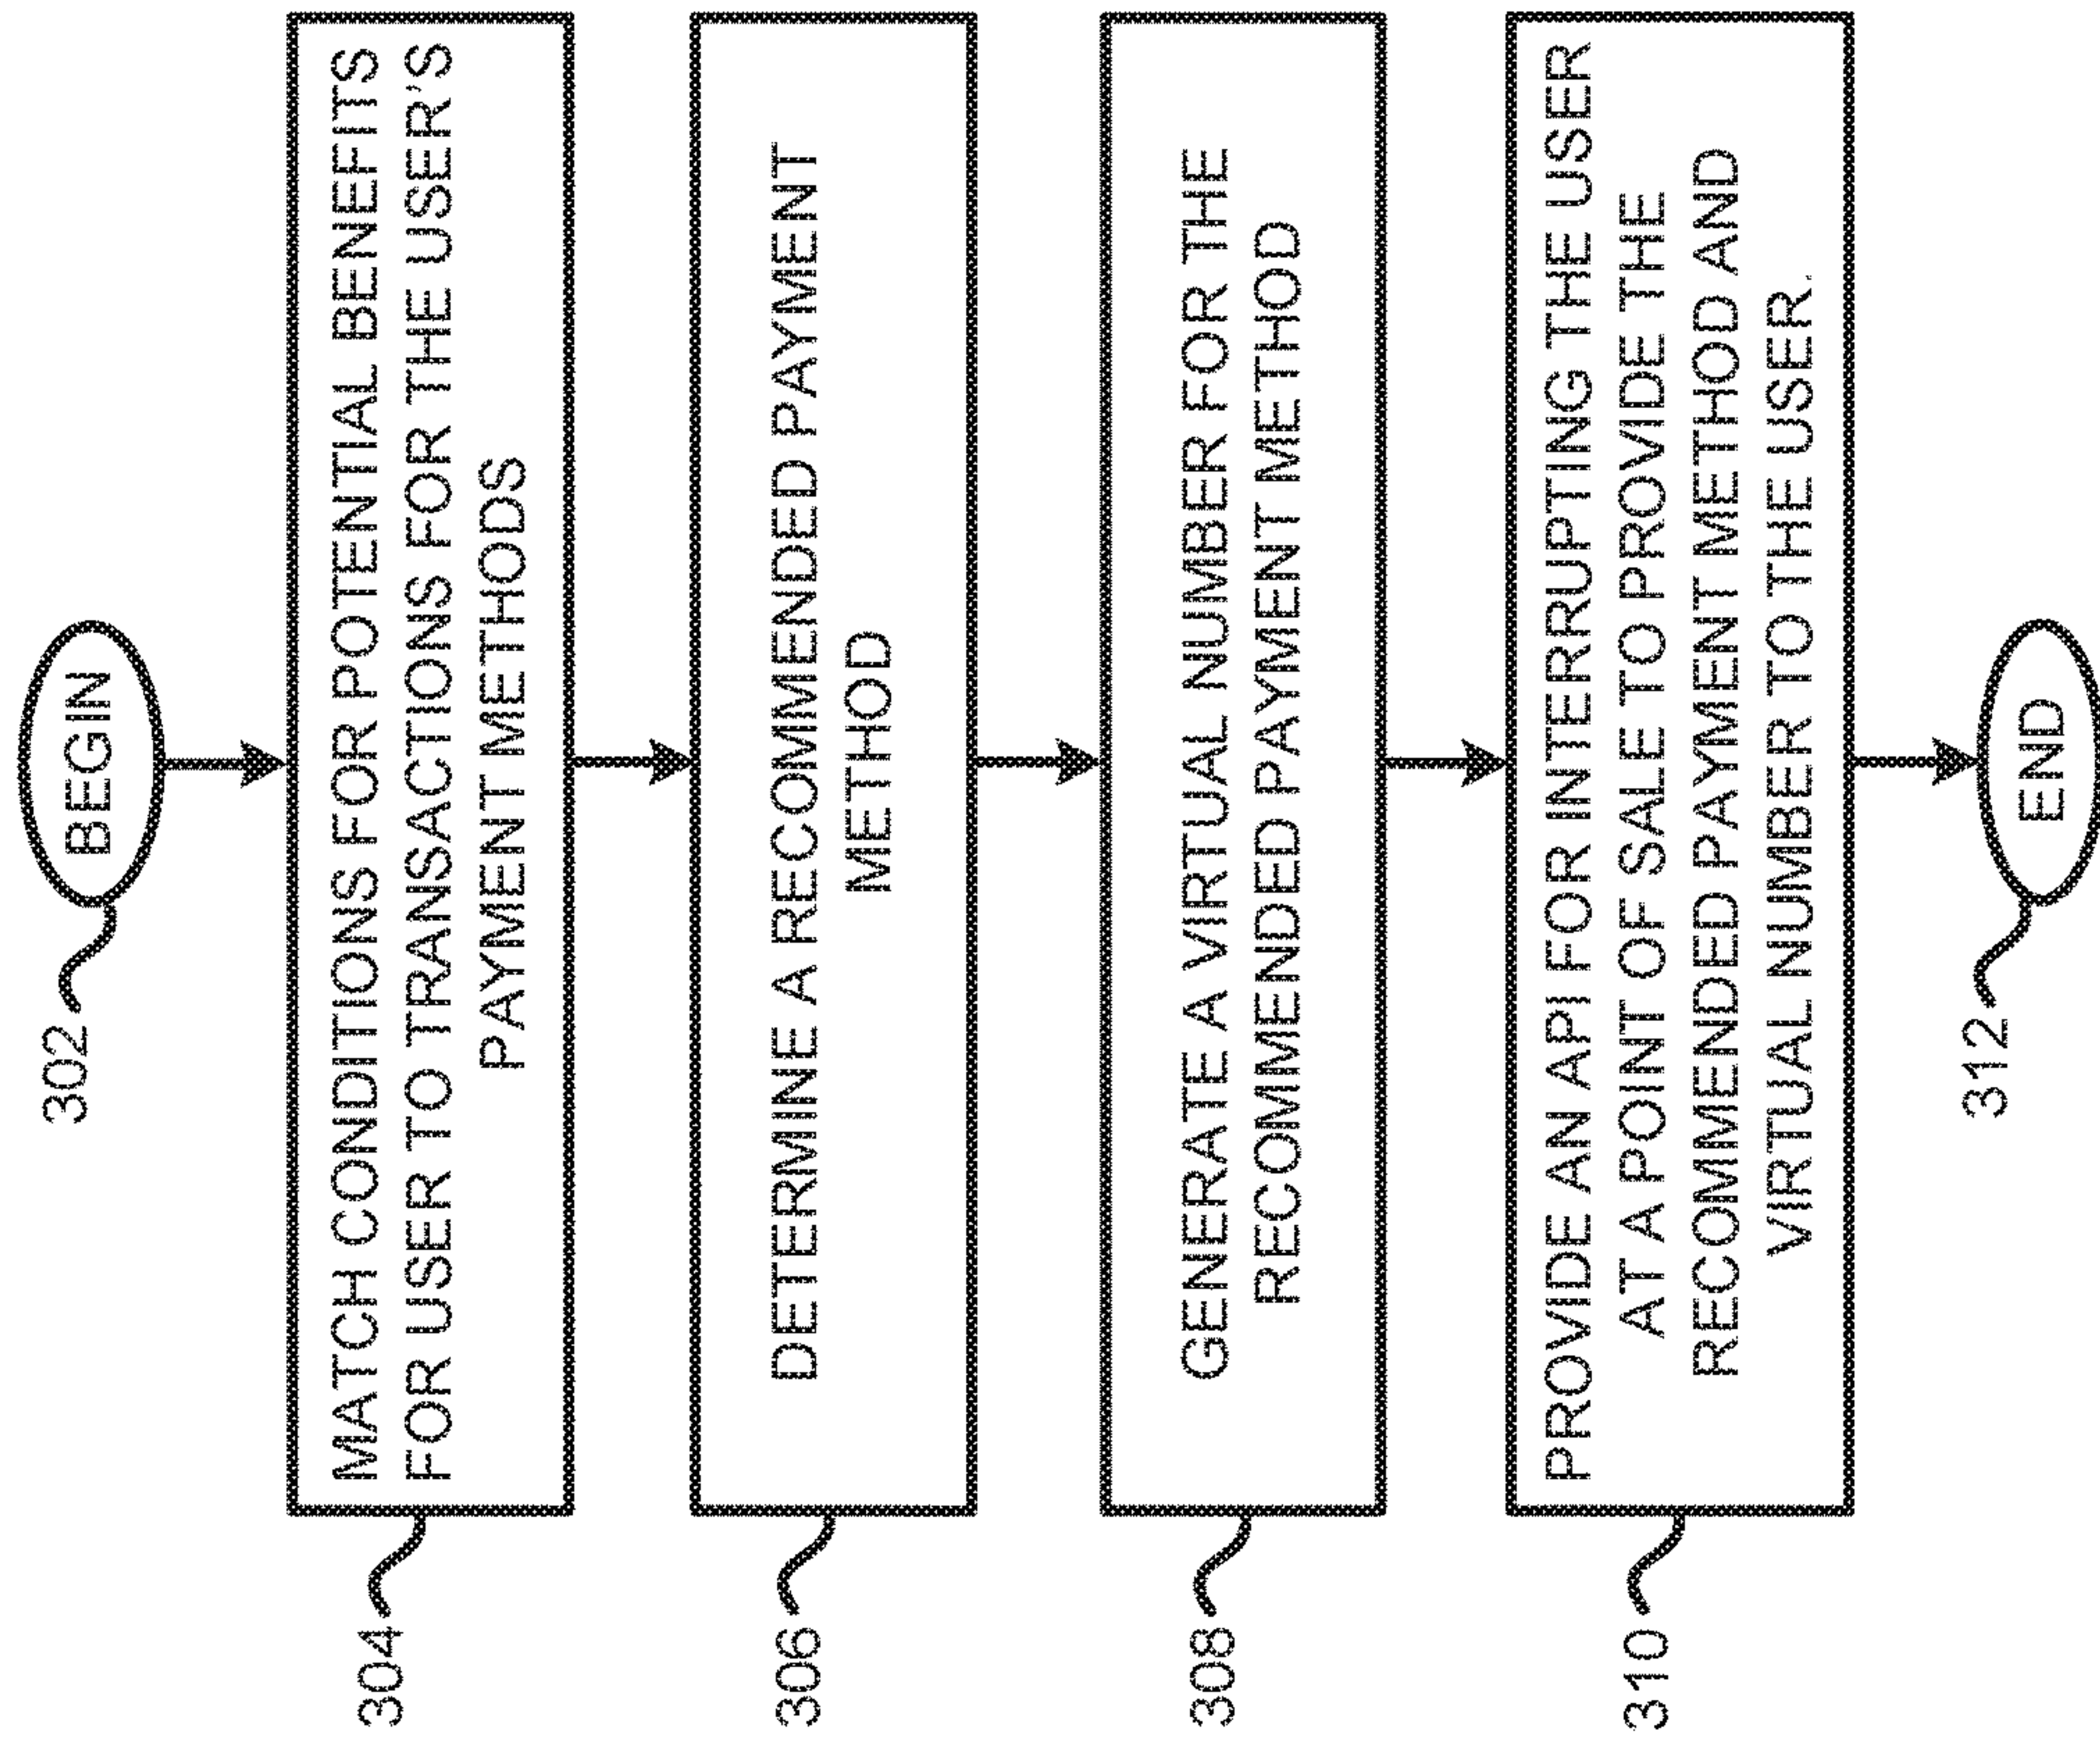 302
BEGIN
304
MATCH CONDITIONS FOR POTENTIAL BENEFITS
FOR USER TO TRANSACTIONS FOR THE USER'S
PAYMENT METHODS
306
DETERMINE A RECOMMENDED PAYMENT
METHOD
308
GENERATE A VIRTUAL NUMBER FOR THE
RECOMMENDED PAYMENT METHOD
310
PROVIDE AN API FOR INTERRUPTING THE USER
AT A POINT OF SALE TO PROVIDE THE
RECOMMENDED PAYMENT METHOD AND
VIRTUAL NUMBER TO THE USER.
312
END